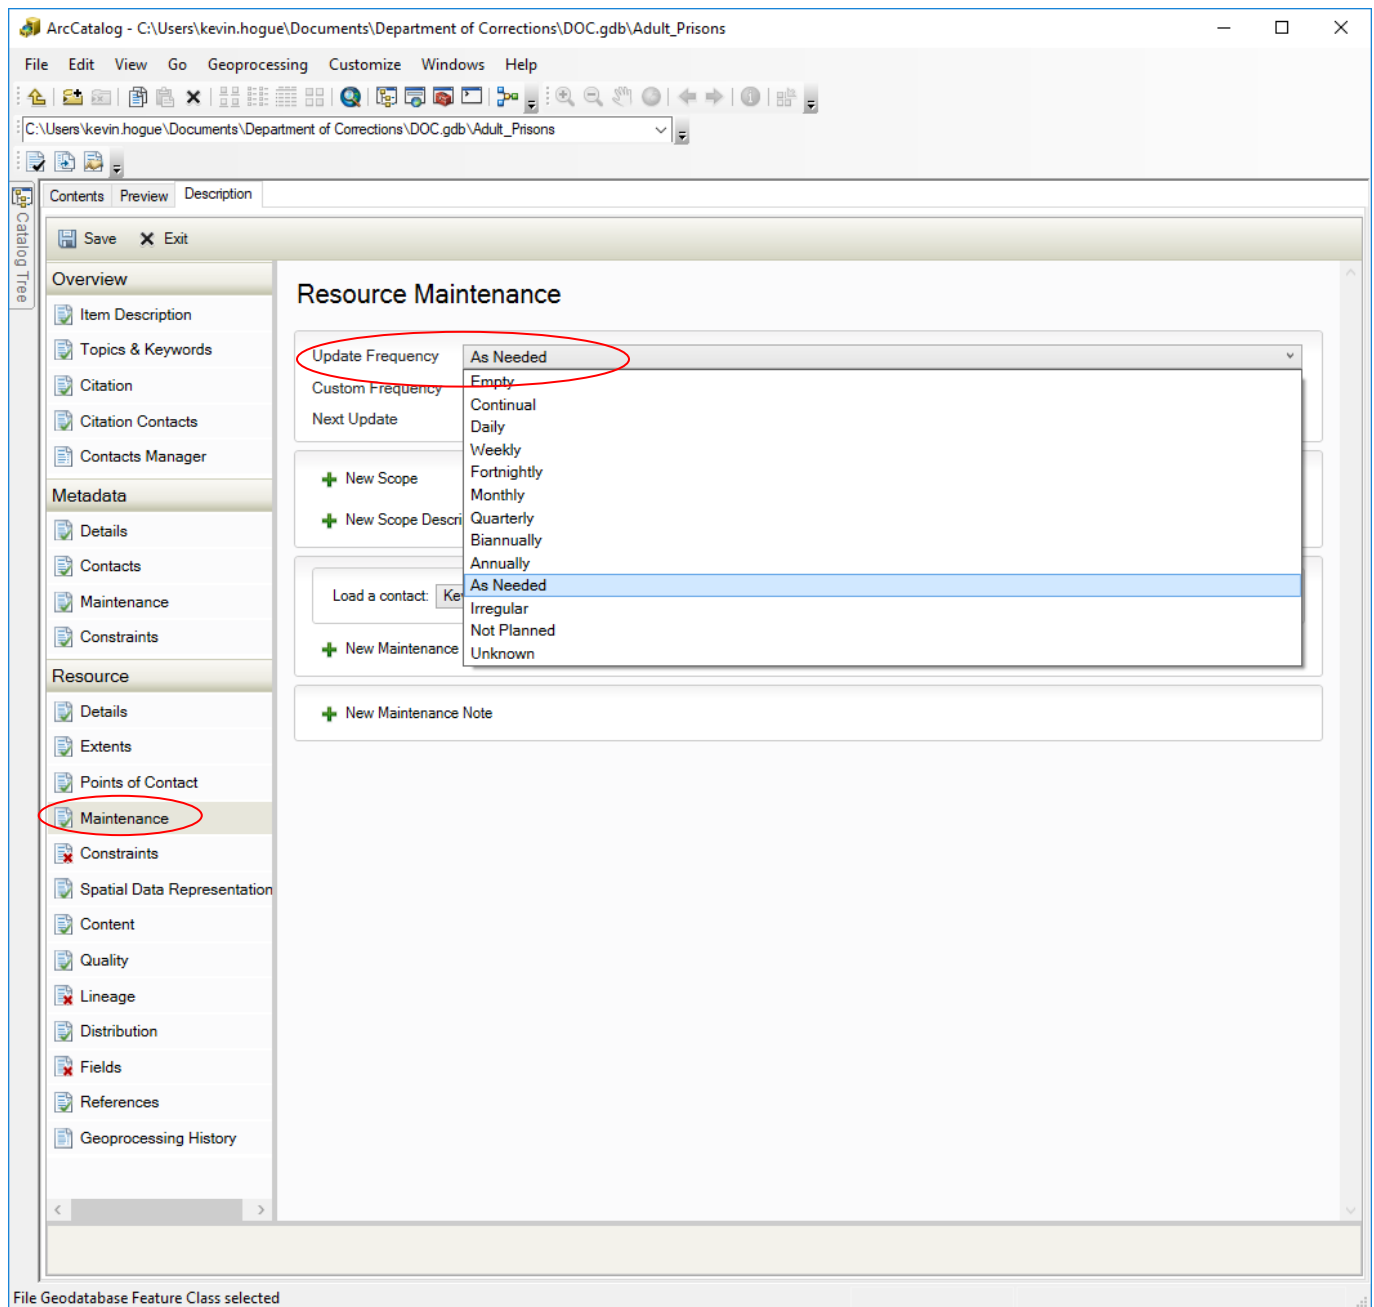 ArcCatalog - C:\Users\kevin.hogue\Documents\Department of Corrections\DOC.gdb\Adult_Prisons
File Edit View Go Geoprocessing Customize Windows Help
C:\Users\kevin.hogue\Documents\Department of Corrections\DOC.gdb\Adult_Prisons
Catalog Tree
Contents Preview Description
Save Exit
Overview
Item Description
Topics & Keywords
Citation
Citation Contacts
Contacts Manager
Metadata
Details
Contacts
Maintenance
Constraints
Resource
Details
Extents
Points of Contact
Maintenance
Constraints
Spatial Data Representation
Content
Quality
Lineage
Distribution
Fields
References
Geoprocessing History
Resource Maintenance
Update Frequency As Needed
Custom Frequency
Next Update
Empty
Continual
Daily
Weekly
Fortnightly
Monthly
Quarterly
Biannually
Annually
As Needed
Irregular
Not Planned
Unknown
New Scope
New Scope Descri
Load a contact: Ke
New Maintenance
New Maintenance Note
File Geodatabase Feature Class selected